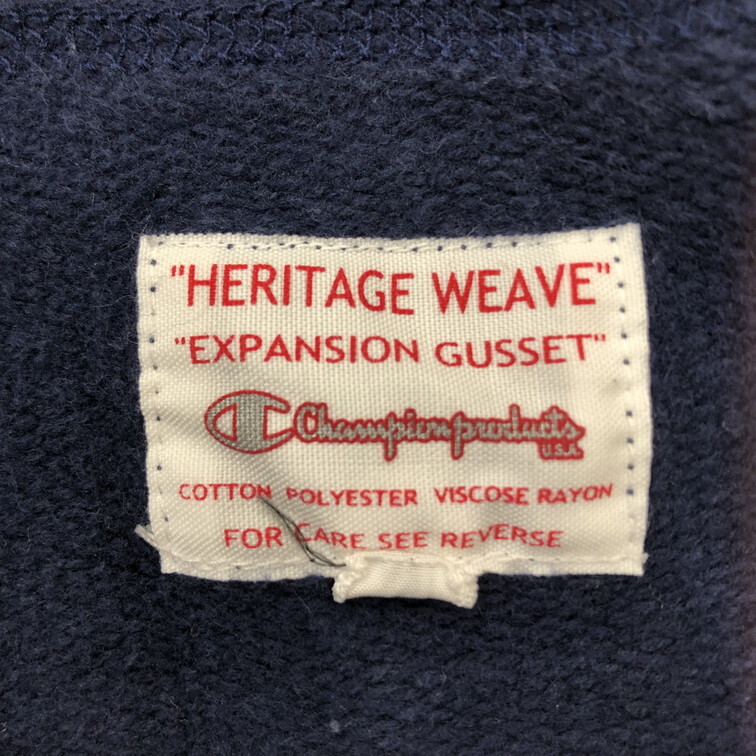 "HERITAGE WEAVE"
"EXPANSION GUSSET"
Champion products
U.S.A.
COTTON POLYESTER VISCOSE RAYON
FOR CARE SEE REVERSE